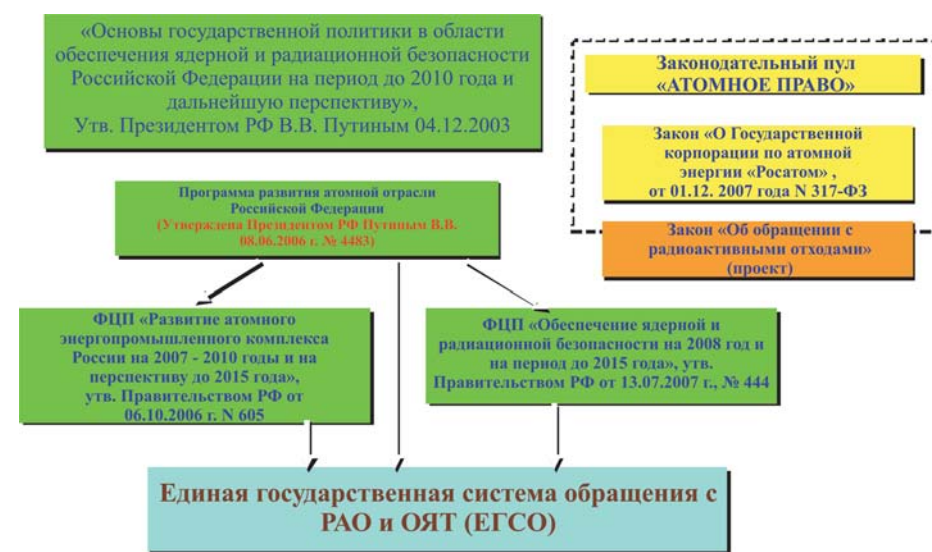 «Основы государственной политики в области
обеспечения ядерной и радиационной безопасности
Российской Федерации на период до 2010 года и
дальнейшую перспективу»,
Утв. Президентом РФ В.В. Путиным 04.12.2003
Законодательный пул
«АТОМНОЕ ПРАВО»
Закон «О Государственной
корпорации по атомной
энергии «Росатом» ,
от 01.12. 2007 года N 317-ФЗ
Закон «Об обращении с
радиоактивными отходами»
(проект)
Программа развития атомной отрасли
Российской Федерации
(Утверждена Президентом РФ Путиным В.В.
08.06.2006 г. № 4483)
ФЦП «Развитие атомного
энергопромышленного комплекса
России на 2007 - 2010 годы и на
перспективу до 2015 года»,
утв. Правительством РФ от
06.10.2006 г. N 605
ФЦП «Обеспечение ядерной и
радиационной безопасности на 2008 год и
на период до 2015 года», утв.
Правительством РФ от 13.07.2007 г., № 444
Единая государственная система обращения с
РАО и ОЯТ (ЕГСО)